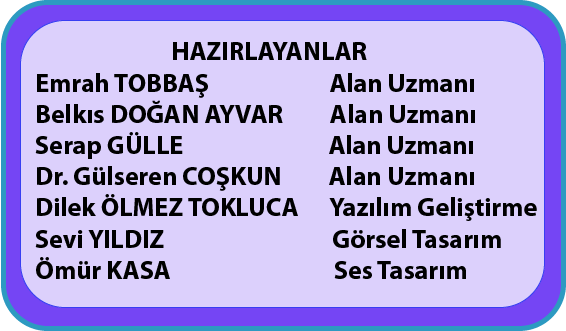 HAZIRLAYANLAR
Emrah TOBBAŞ Alan Uzmanı
Belkıs DOĞAN AYVAR Alan Uzmanı
Serap GÜLLE Alan Uzmanı
Dr. Gülseren COŞKUN Alan Uzmanı
Dilek ÖLMEZ TOKLUCA Yazılım Geliştirme
Sevi YILDIZ Görsel Tasarım
Ömür KASA Ses Tasarım